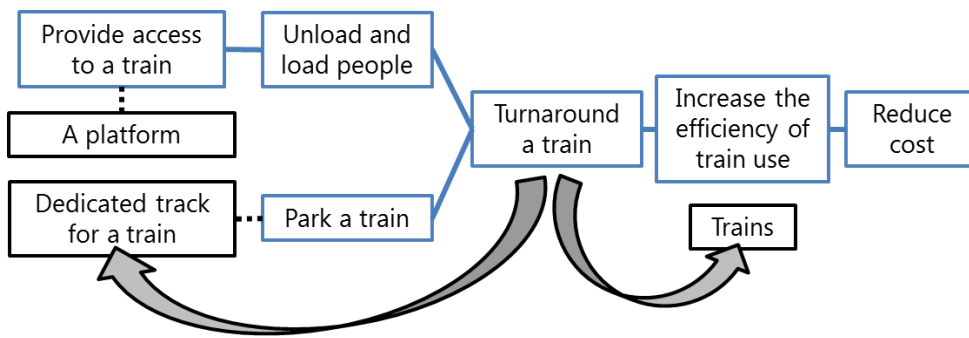 Provide access
to a train
Unload and
load people
A platform
Turnaround
a train
Increase the
efficiency of
train use
Reduce
cost
Dedicated track
for a train
Park a train
Trains